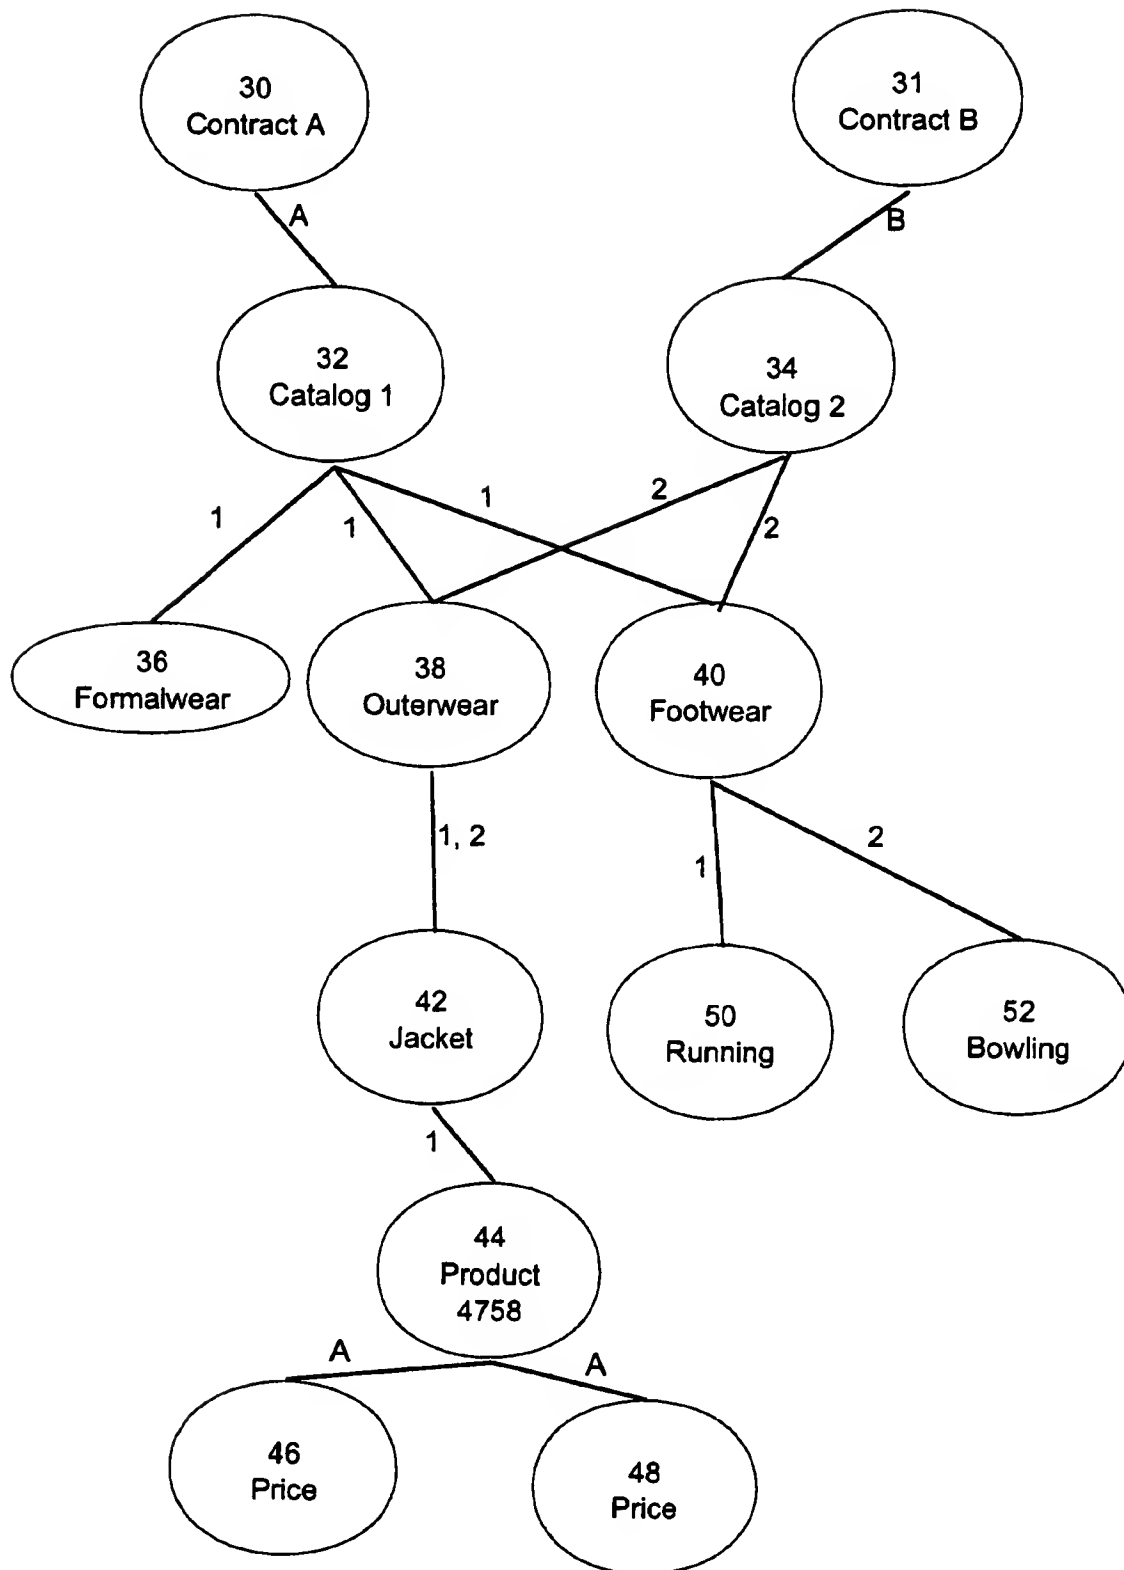 30
Contract A
31
Contract B
A
B
32
Catalog 1
34
Catalog 2
1
1
1
2
2
36
Formalwear
38
Outerwear
40
Footwear
1, 2
1
2
42
Jacket
50
Running
52
Bowling
1
44
Product
4758
A
A
46
Price
48
Price